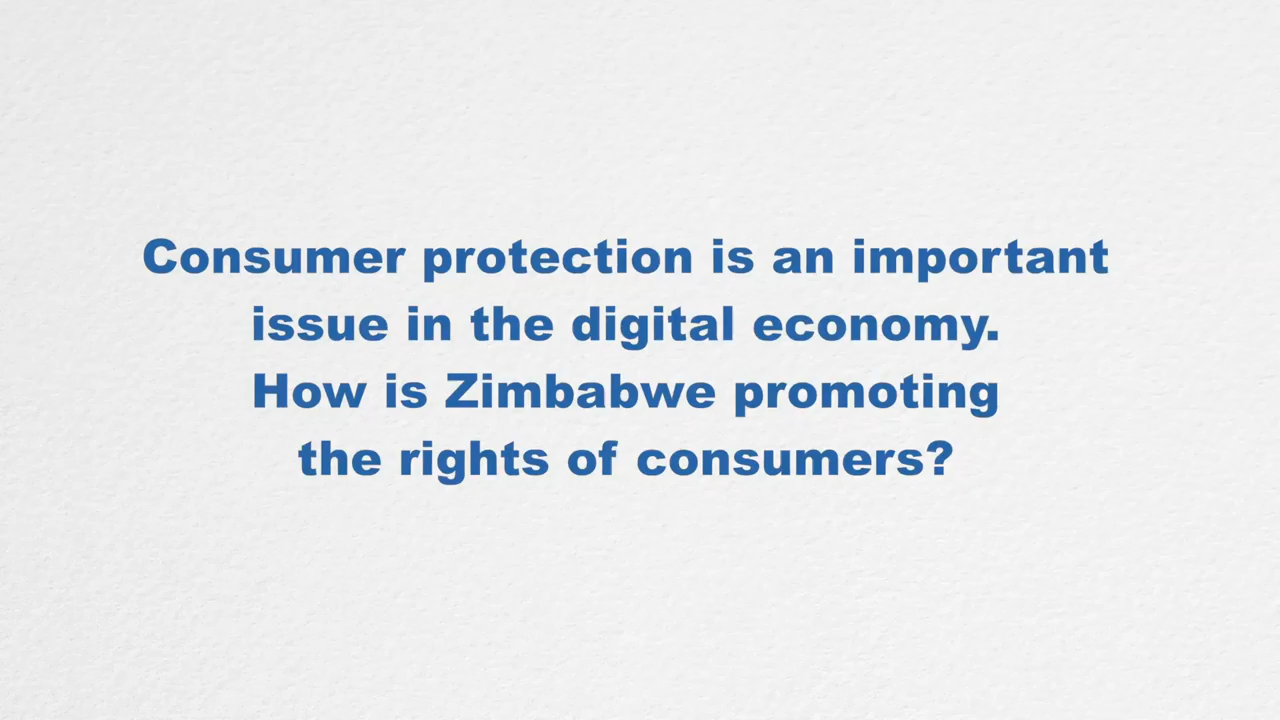 Consumer protection is an important
issue in the digital economy.
How is Zimbabwe promoting
the rights of consumers?